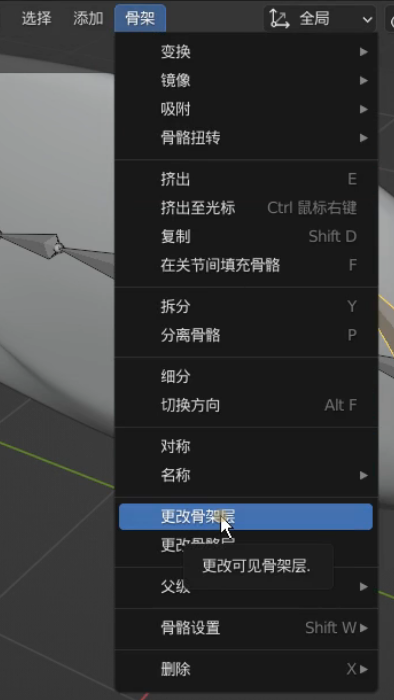 选择 添加 骨架 全局
变换
镜像
吸附
骨骼扭转
挤出 E
挤出至光标 Ctrl 鼠标右键
复制 Shift D
在关节间填充骨骼 F
拆分 Y
分离骨骼 P
细分
切换方向 Alt F
对称
名称
更改骨架层
更改骨骼层
更改可见骨架层.
父级
骨骼设置 Shift W
删除 X